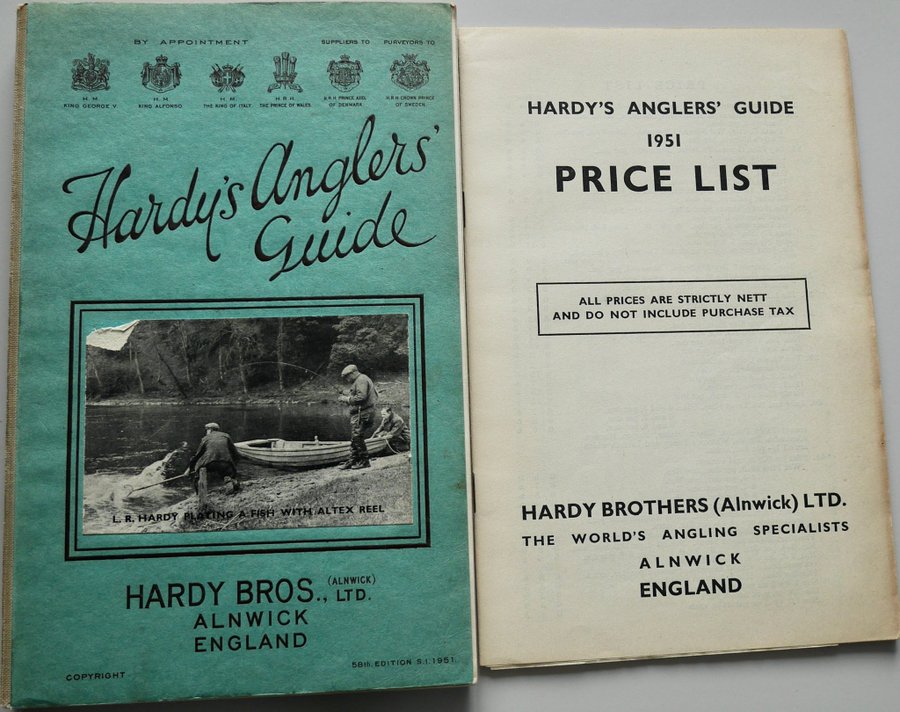 BY APPOINTMENT
SUPPLIERS TO
PURVEYORS TO
H. M.
KING GEORGE V.
H. M.
KING ALFONSO.
H. M.
THE KING OF ITALY.
H. R. H.
THE PRINCE OF WALES.
H. R. H. PRINCE AXEL
OF DENMARK.
H. R. H. CROWN PRINCE
OF SWEDEN.
Hardy's Anglers'
Guide
L. R. HARDY PLAYING A FISH WITH ALTEX REEL
HARDY BROS., (ALNWICK) LTD.
ALNWICK
ENGLAND
58th. EDITION S.I. 1951.
COPYRIGHT
HARDY'S ANGLERS' GUIDE
1951
PRICE LIST
ALL PRICES ARE STRICTLY NETT
AND DO NOT INCLUDE PURCHASE TAX
HARDY BROTHERS (Alnwick) LTD.
THE WORLD'S ANGLING SPECIALISTS
ALNWICK
ENGLAND